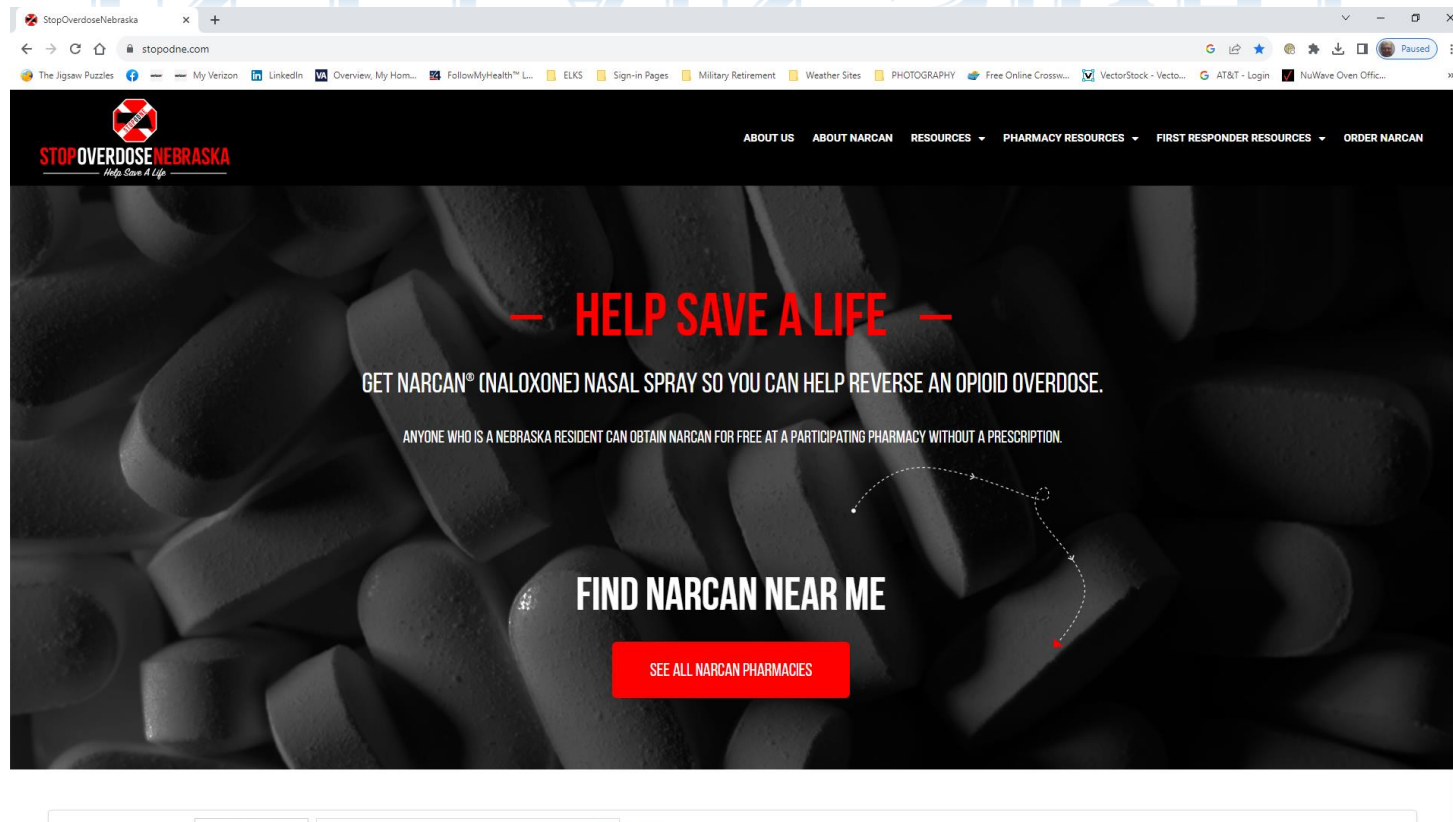 StopOverdoseNebraska
stopodne.com
Paused
The Jigsaw Puzzles
My Verizon
LinkedIn
VA Overview, My Hom...
FollowMyHealth™ L...
ELKS
Sign-in Pages
Military Retirement
Weather Sites
PHOTOGRAPHY
Free Online Crossw...
VectorStock - Vecto...
AT&T - Login
NuWave Oven Offic...
STOPODNE
STOPOVERDOSENEBRASKA
Help Save A Life
ABOUT US ABOUT NARCAN RESOURCES PHARMACY RESOURCES FIRST RESPONDER RESOURCES ORDER NARCAN
— HELP SAVE A LIFE —
GET NARCAN® (NALOXONE) NASAL SPRAY SO YOU CAN HELP REVERSE AN OPIOID OVERDOSE.
ANYONE WHO IS A NEBRASKA RESIDENT CAN OBTAIN NARCAN FOR FREE AT A PARTICIPATING PHARMACY WITHOUT A PRESCRIPTION.
FIND NARCAN NEAR ME
SEE ALL NARCAN PHARMACIES